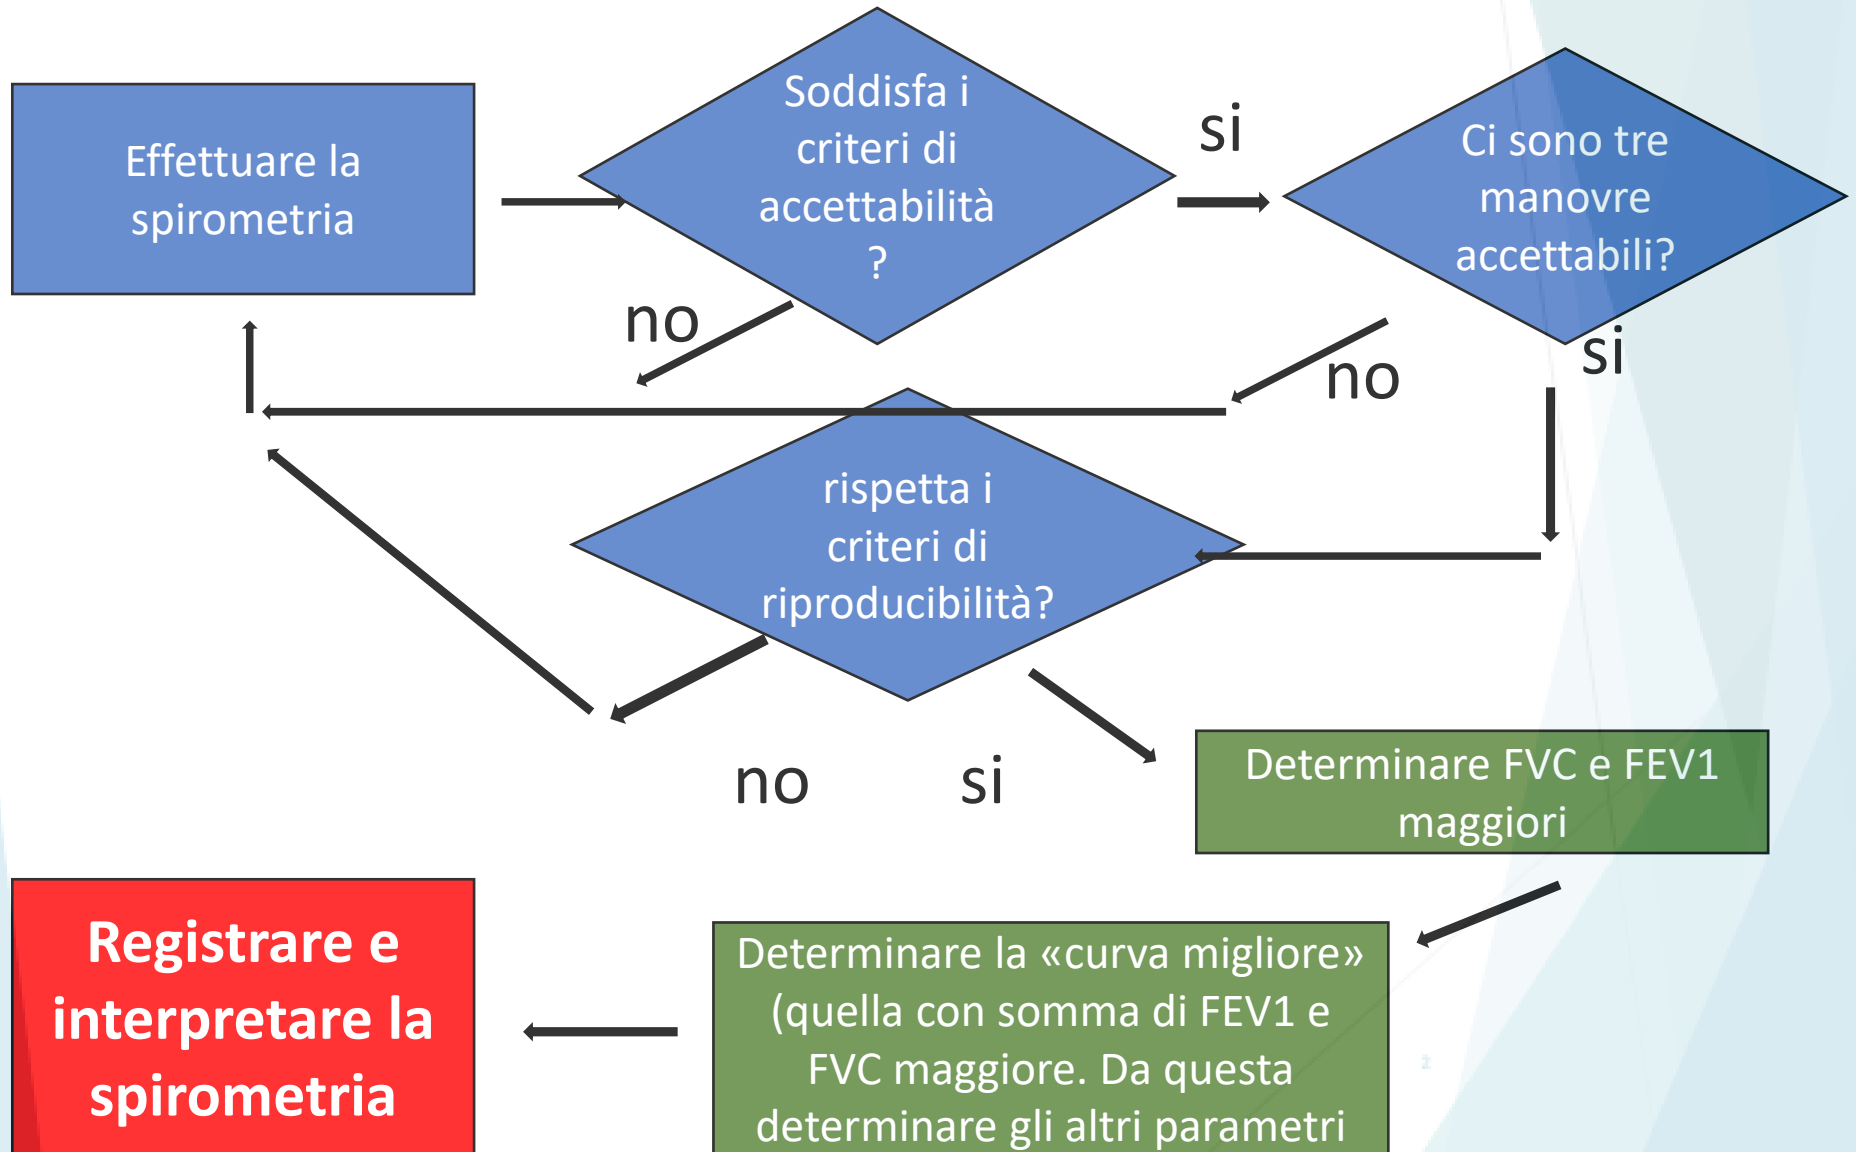 Effettuare la
spirometria
Soddisfa i
criteri di
accettabilità
?
si
Ci sono tre
manovre
accettabili?
no
no
si
rispetta i
criteri di
riproducibilità?
no
si
Determinare FVC e FEV1
maggiori
Determinare la «curva migliore»
(quella con somma di FEV1 e
FVC maggiore. Da questa
determinare gli altri parametri
Registrare e
interpretare la
spirometria